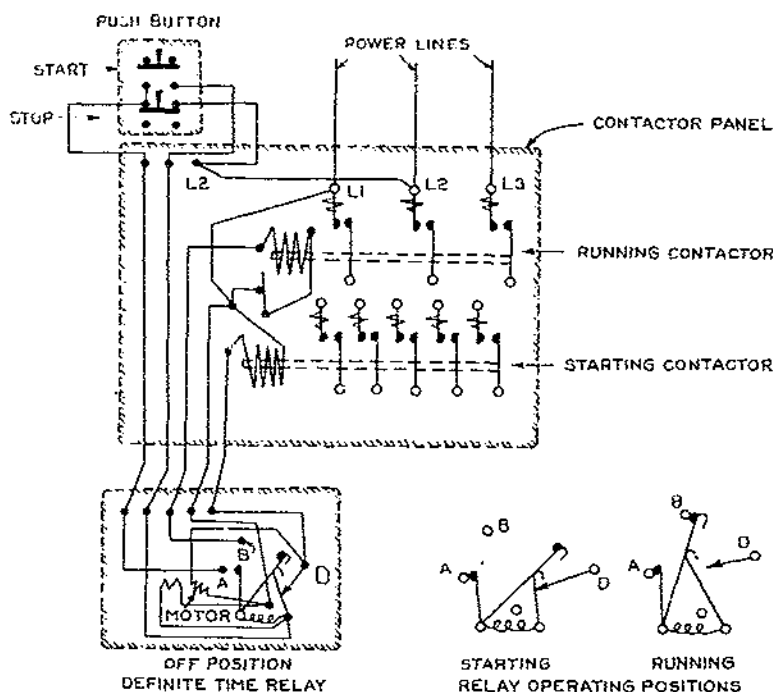 PUSH BUTTON
START
STOP
POWER LINES
CONTACTOR PANEL
L2
L1
L2
L3
RUNNING CONTACTOR
STARTING CONTACTOR
B
A
D
MOTOR
OFF POSITION
DEFINITE TIME RELAY
B
A
D
B
A
D
STARTING
RUNNING
RELAY OPERATING POSITIONS